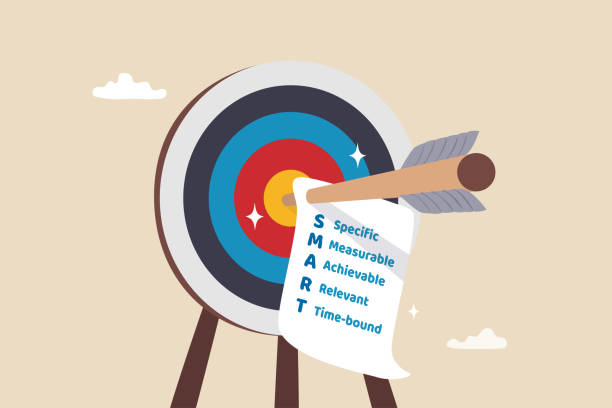 S Specific
M Measurable
A Achievable
R Relevant
T Time-bound